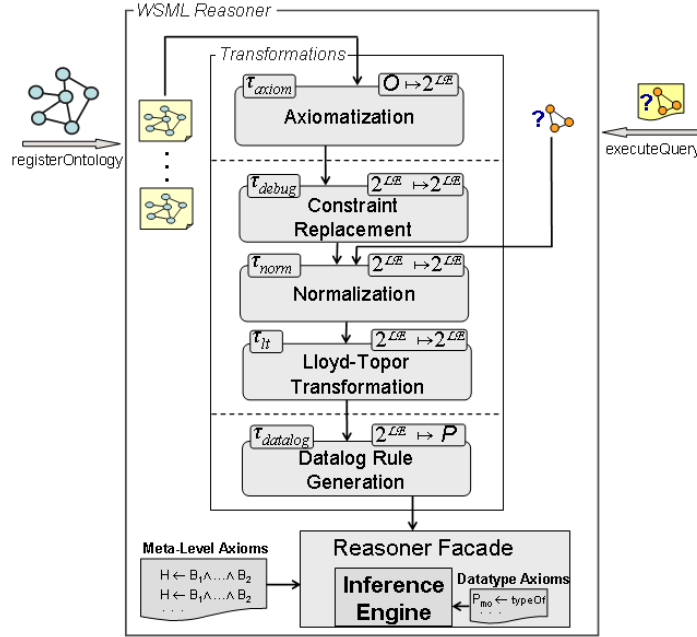 WSML Reasoner
Transformations
τaxiom
O ↦ 2^LE
Axiomatization
registerOntology
?
?
executeQuery
τdebug
2^LE ↦ 2^LE
Constraint
Replacement
τnorm
2^LE ↦ 2^LE
Normalization
τlt
2^LE ↦ 2^LE
Lloyd-Topor
Transformation
τdatalog
2^LE ↦ P
Datalog Rule
Generation
Meta-Level Axioms
H ← B1∧...∧ B2
H ← B1∧...∧ B2
. . .
Reasoner Facade
Inference
Engine
Datatype Axioms
Pmo ← typeOf
. . .